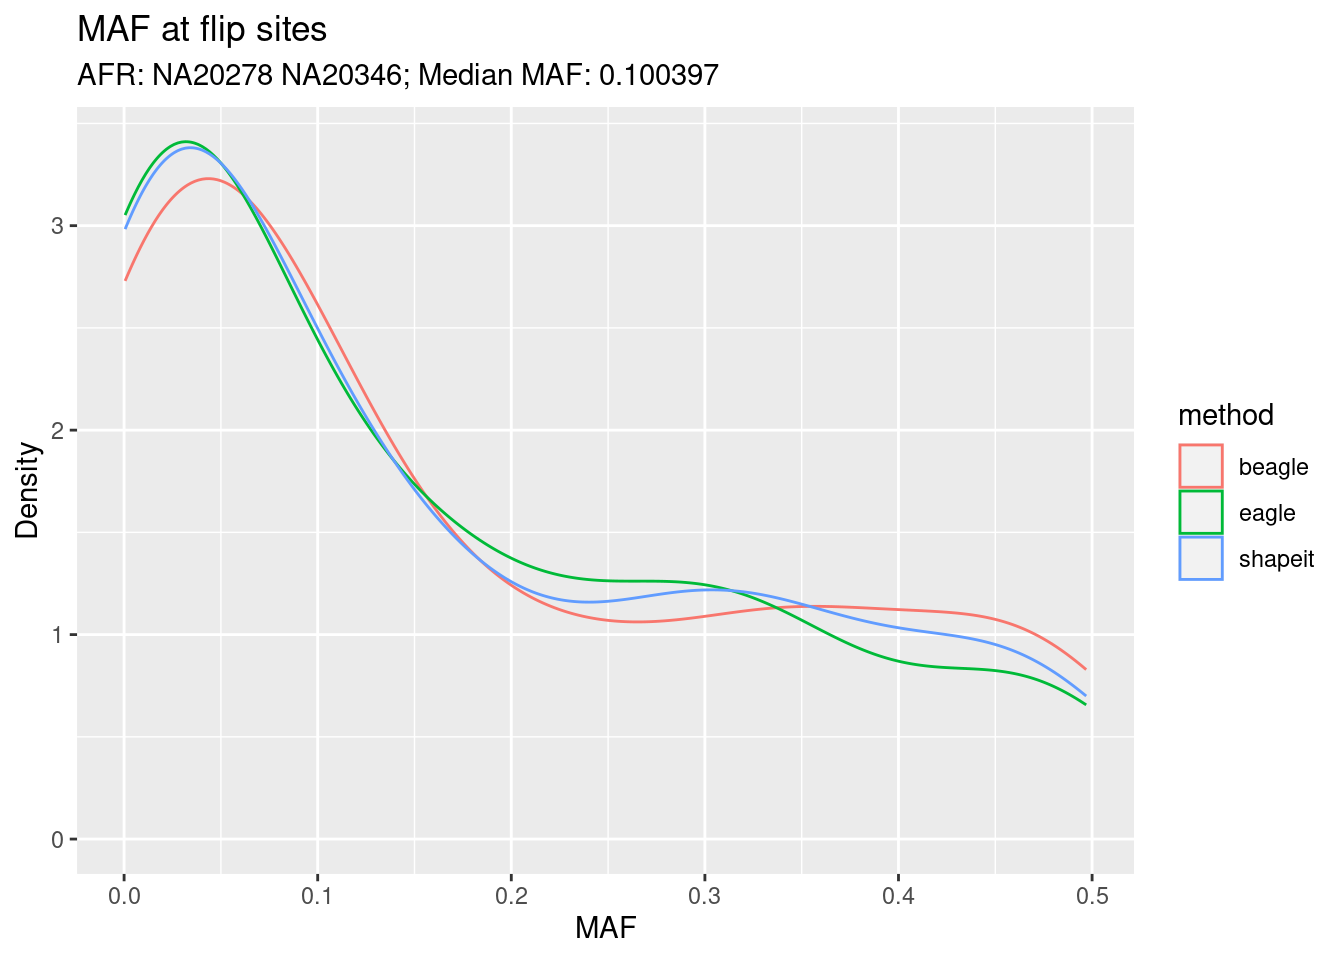 MAF at flip sites
AFR: NA20278 NA20346; Median MAF: 0.100397
Density
3
2
1
0
0.0 0.1 0.2 0.3 0.4 0.5
MAF
method
beagle
eagle
shapeit